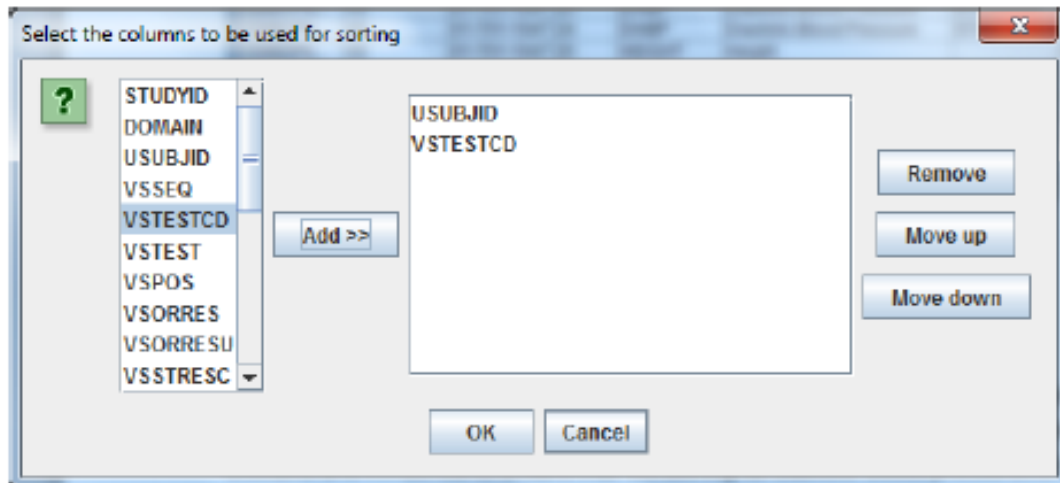 Select the columns to be used for sorting
x
?
STUDYID
DOMAIN
USUBJID
VSSEQ
VSTESTCD
VSTEST
VSPOS
VSORRES
VSORRESU
VSSTRESC
Add >>
USUBJID
VSTESTCD
Remove
Move up
Move down
OK
Cancel